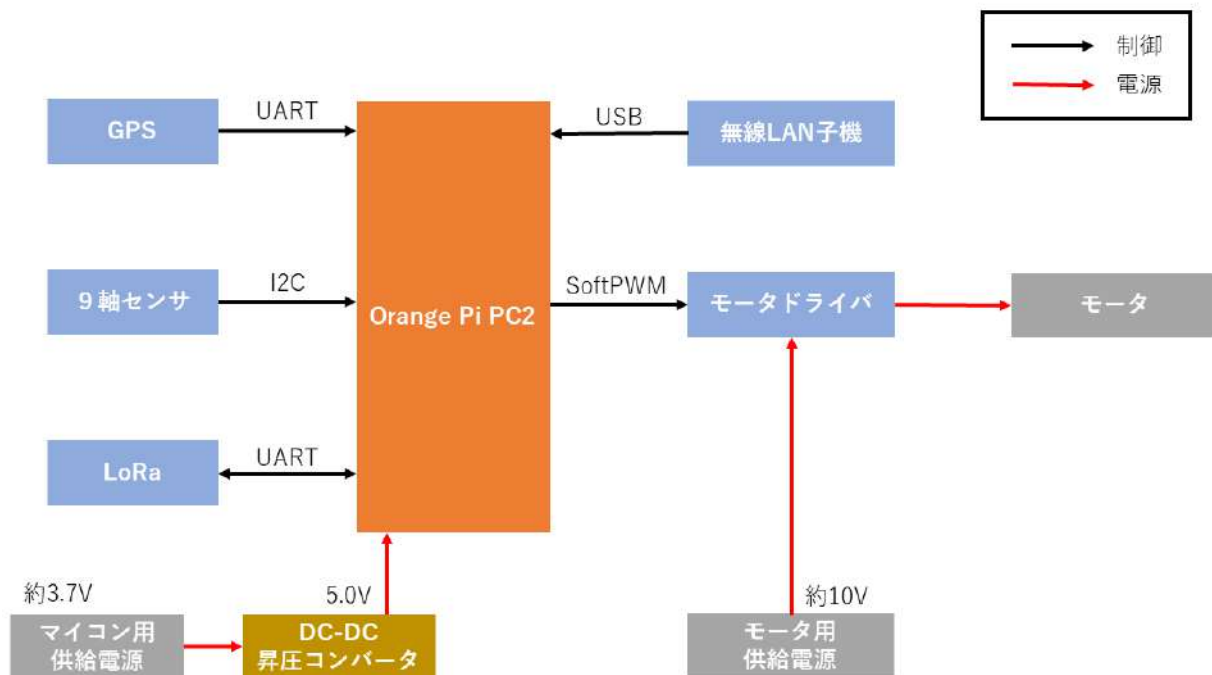 制御
電源
GPS
UART
USB
無線LAN子機
９軸センサ
I2C
Orange Pi PC2
SoftPWM
モータドライバ
モータ
LoRa
UART
約3.7V
5.0V
約10V
マイコン用
供給電源
DC-DC
昇圧コンバータ
モータ用
供給電源